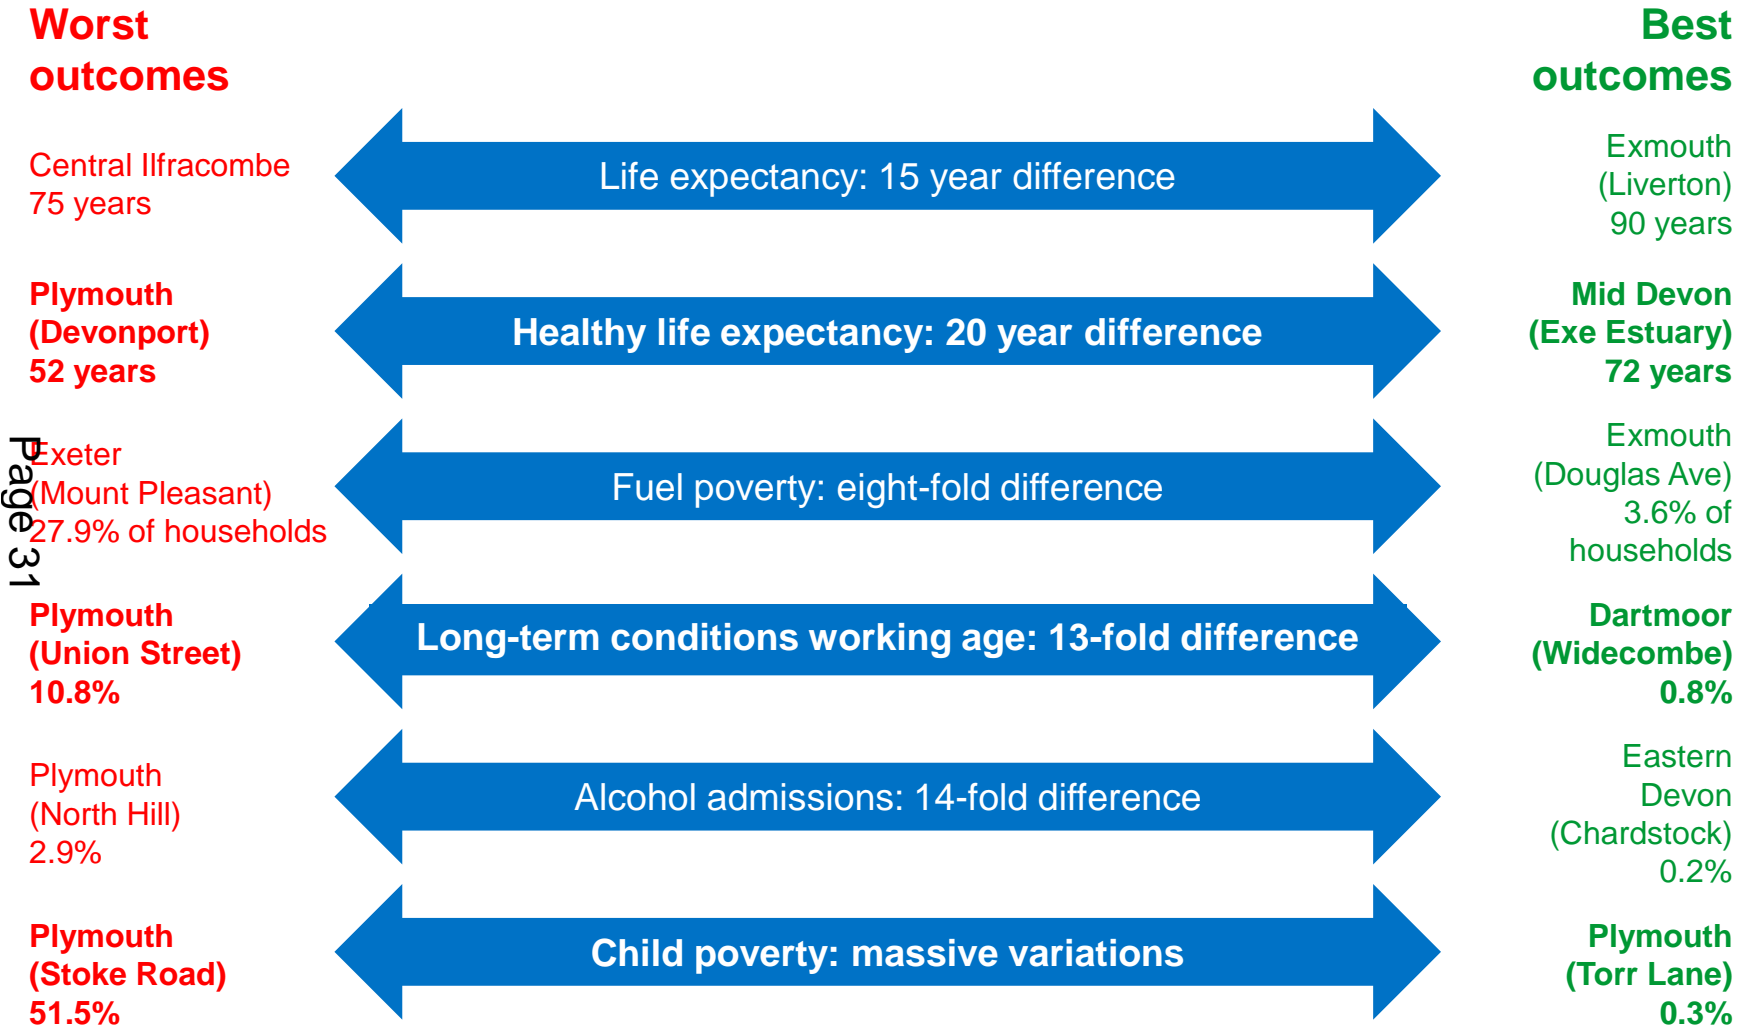 Worst
outcomes
Best
outcomes
Central Ilfracombe
75 years
Life expectancy: 15 year difference
Exmouth
(Liverton)
90 years
Plymouth
(Devonport)
52 years
Healthy life expectancy: 20 year difference
Mid Devon
(Exe Estuary)
72 years
Exeter
(Mount Pleasant)
27.9% of households
Fuel poverty: eight-fold difference
Exmouth
(Douglas Ave)
3.6% of
households
Page 31
Plymouth
(Union Street)
10.8%
Long-term conditions working age: 13-fold difference
Dartmoor
(Widecombe)
0.8%
Plymouth
(North Hill)
2.9%
Alcohol admissions: 14-fold difference
Eastern
Devon
(Chardstock)
0.2%
Plymouth
(Stoke Road)
51.5%
Child poverty: massive variations
Plymouth
(Torr Lane)
0.3%